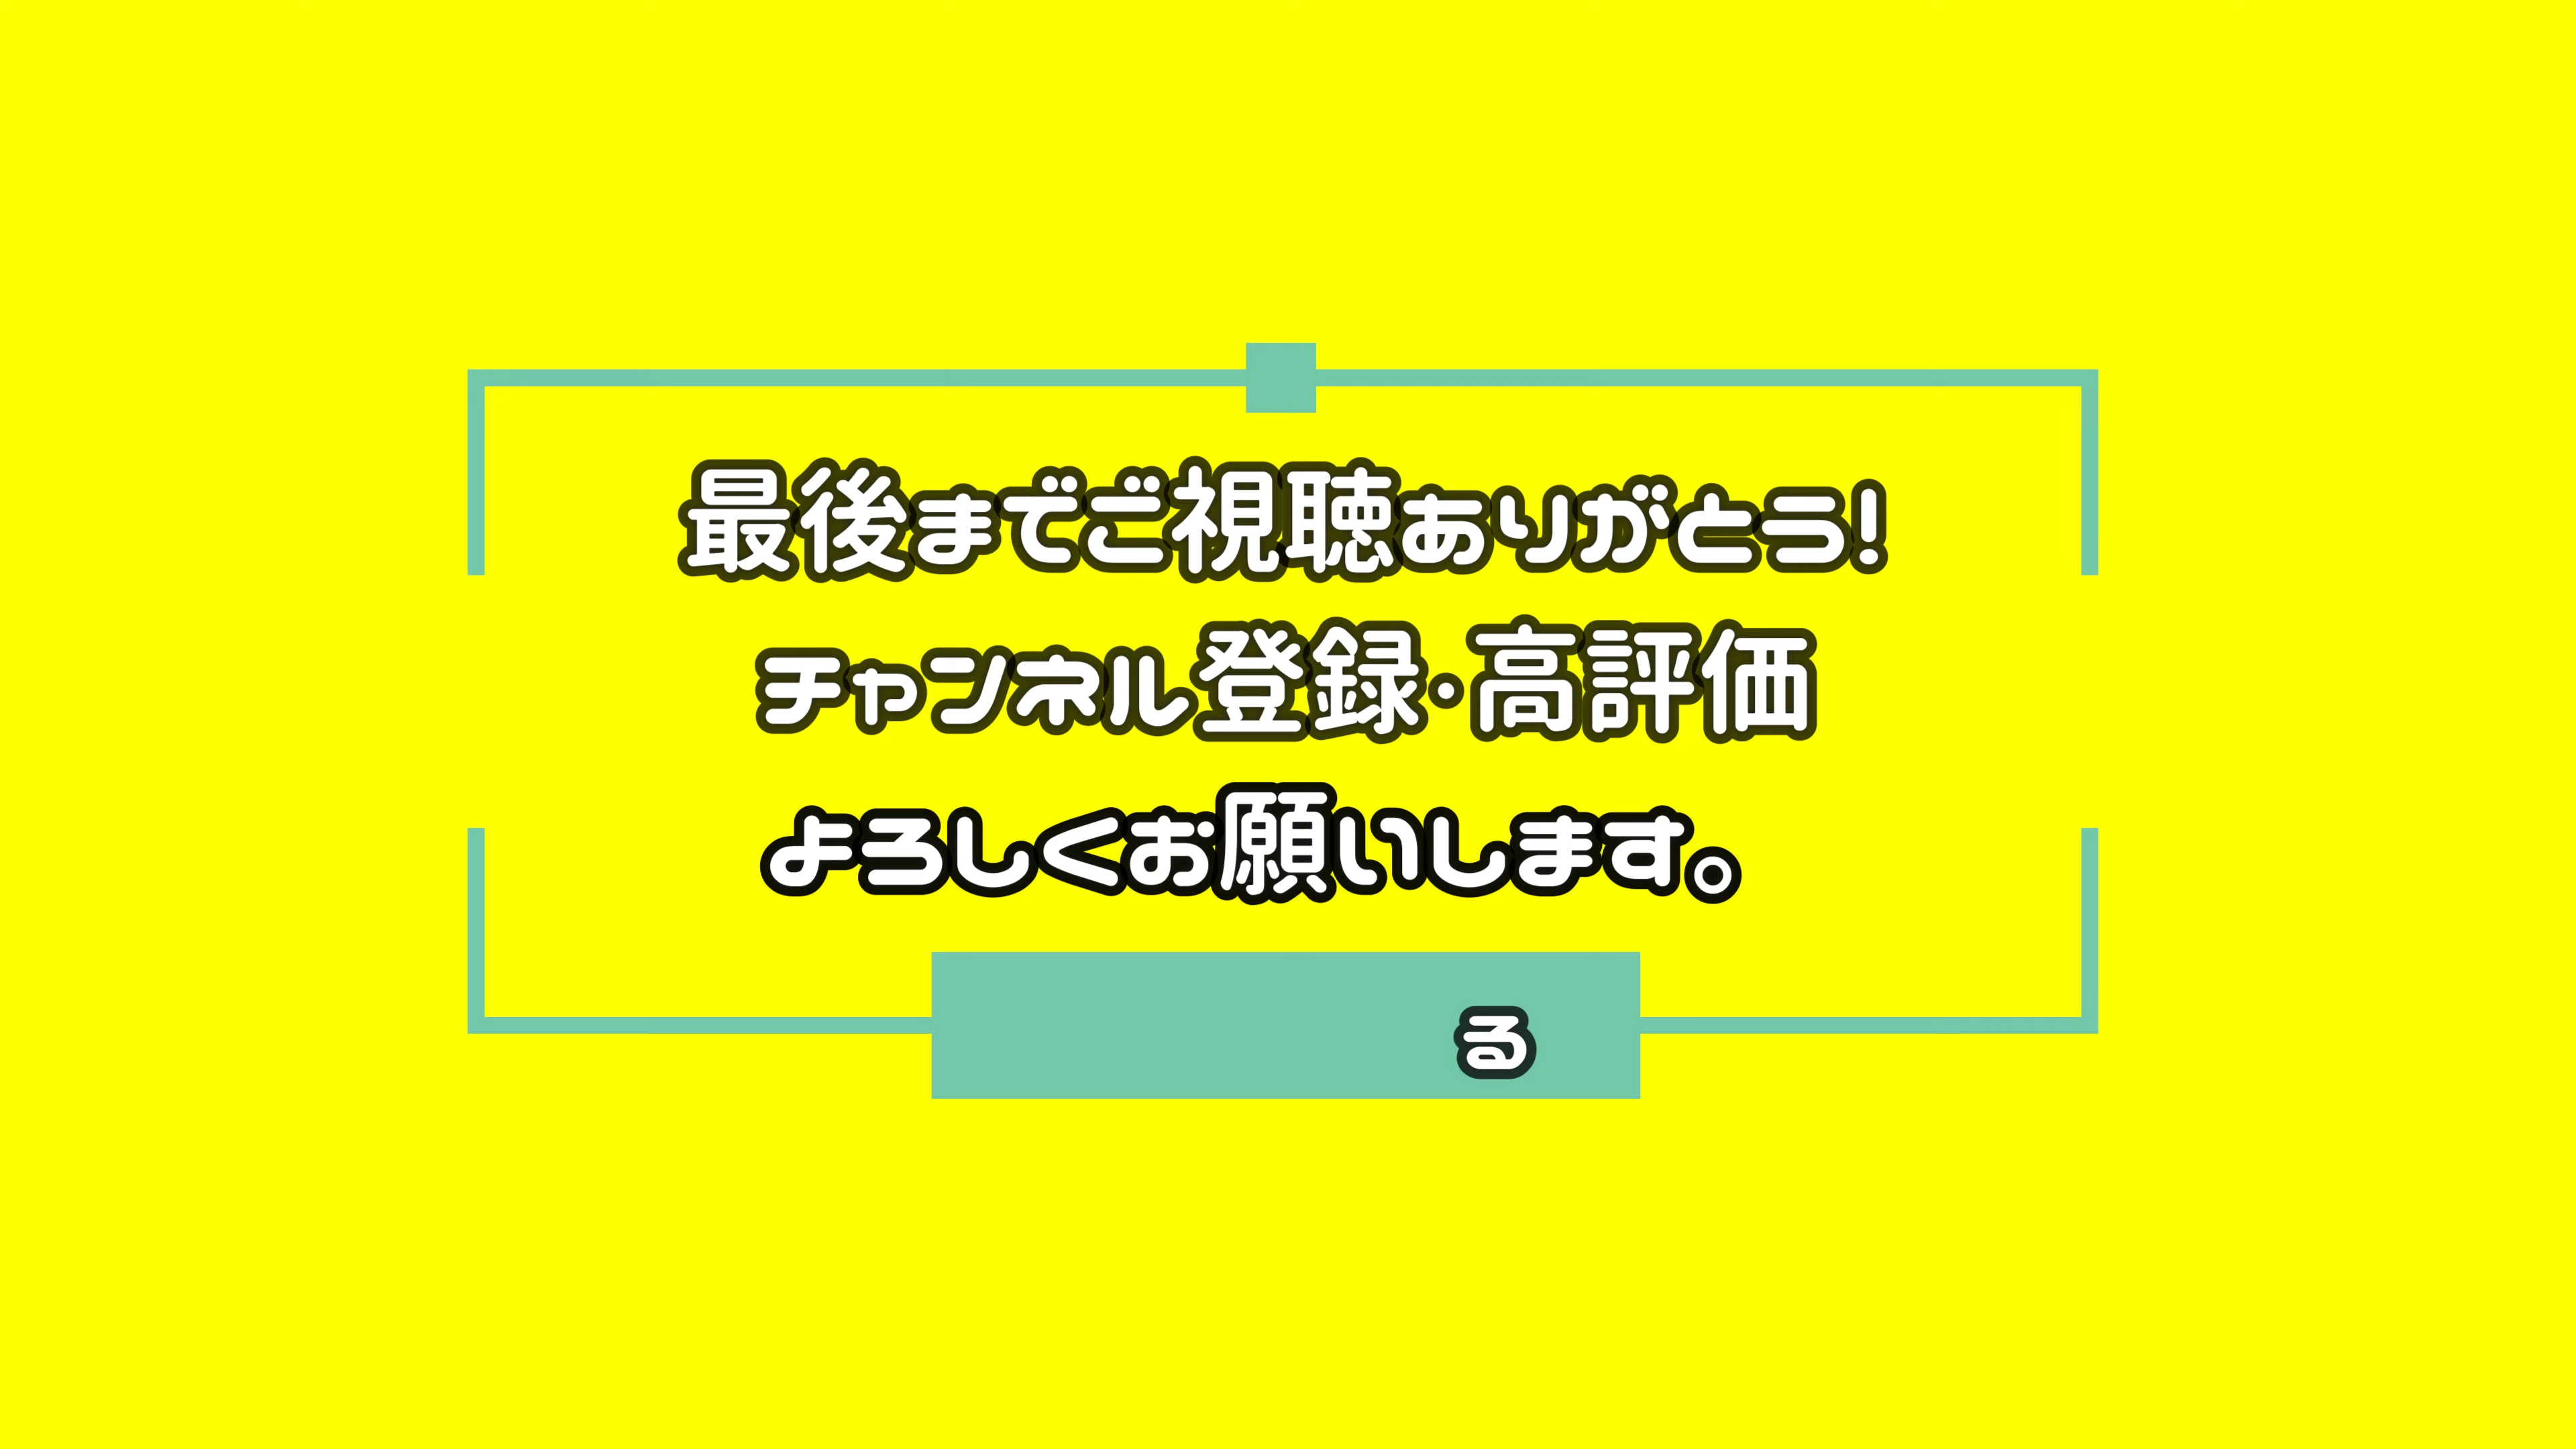 最後までご視聴ありがとう!
チャンネル登録・高評価
よろしくお願いします。
る